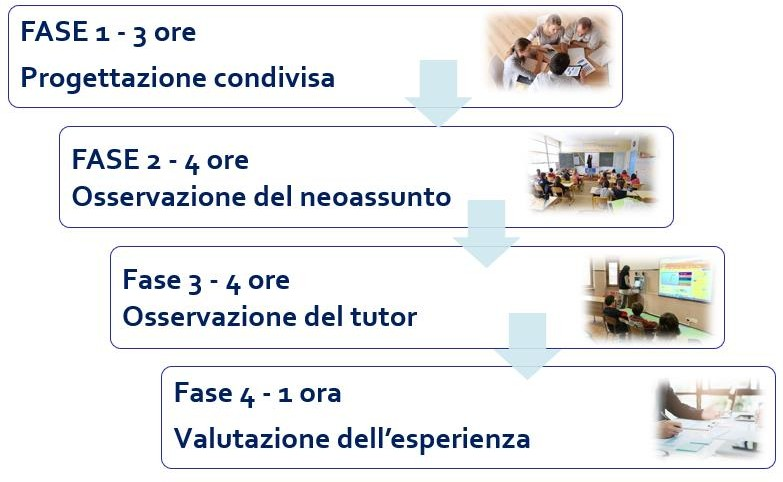 FASE 1 - 3 ore
Progettazione condivisa
FASE 2 - 4 ore
Osservazione del neoassunto
Fase 3 - 4 ore
Osservazione del tutor
Fase 4 - 1 ora
Valutazione dell’esperienza